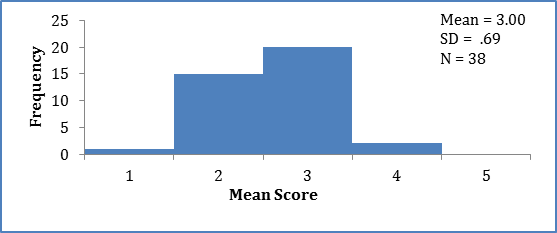 Mean = 3.00
SD =  .69
N = 38
Frequency
25
20
15
10
5
0
1 2 3 4 5
Mean Score